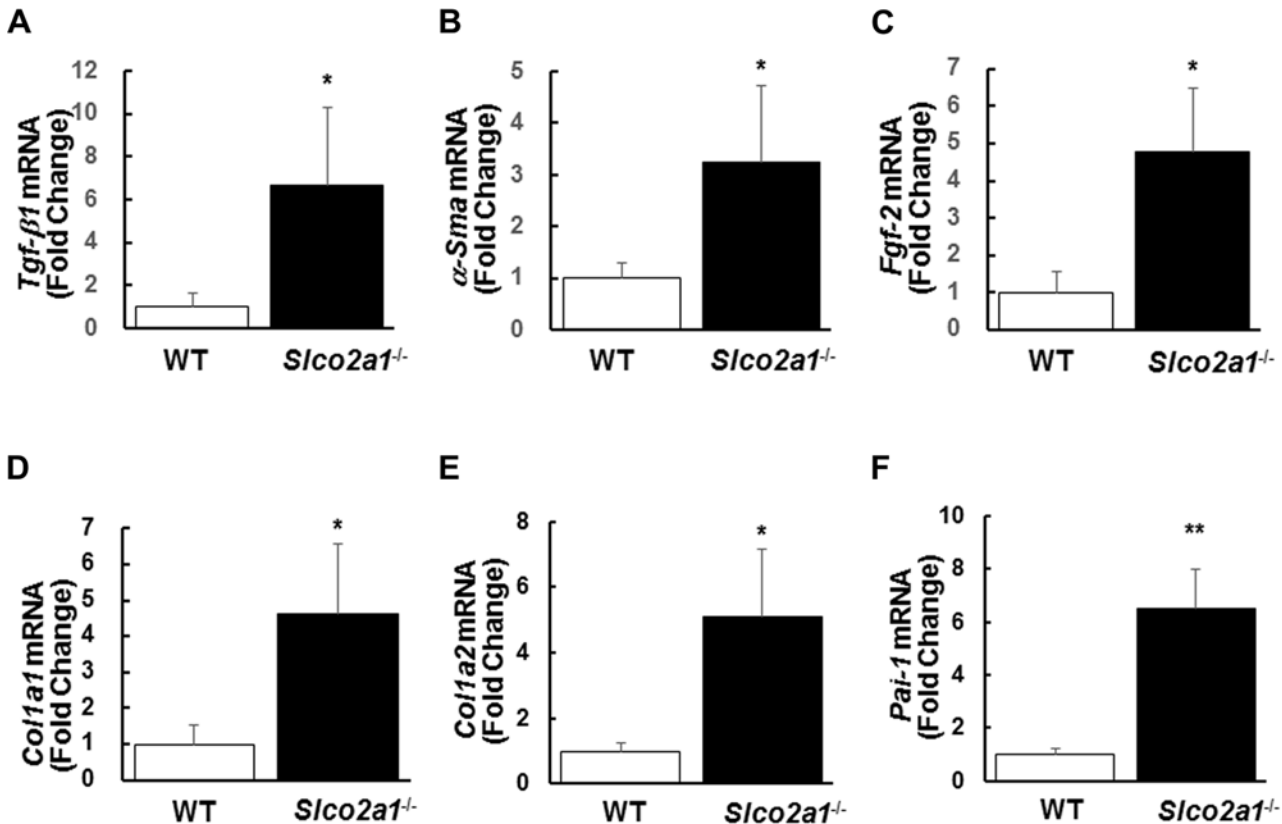 A
Tgf-β1 mRNA
(Fold Change)
12
10
8
6
4
2
0
*
WT Slco2a1-/-
B
α-Sma mRNA
(Fold Change)
5
4
3
2
1
0
*
WT Slco2a1-/-
C
Fgf-2 mRNA
(Fold Change)
7
6
5
4
3
2
1
0
*
WT Slco2a1-/-
D
Col1a1 mRNA
(Fold Change)
7
6
5
4
3
2
1
0
*
WT Slco2a1-/-
E
Col1a2 mRNA
(Fold Change)
8
6
4
2
0
*
WT Slco2a1-/-
F
Pai-1 mRNA
(Fold Change)
10
8
6
4
2
0
**
WT Slco2a1-/-